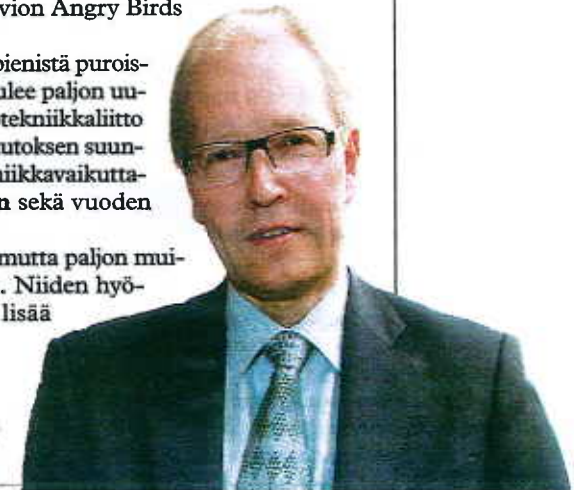 vion Angry Birds
pienistä purois-
ulee paljon uu-
tekniikkaliitto
utoksen suun-
niikkavaikutta-
n sekä vuoden
mutta paljon mui-
. Niiden hyö-
lisää